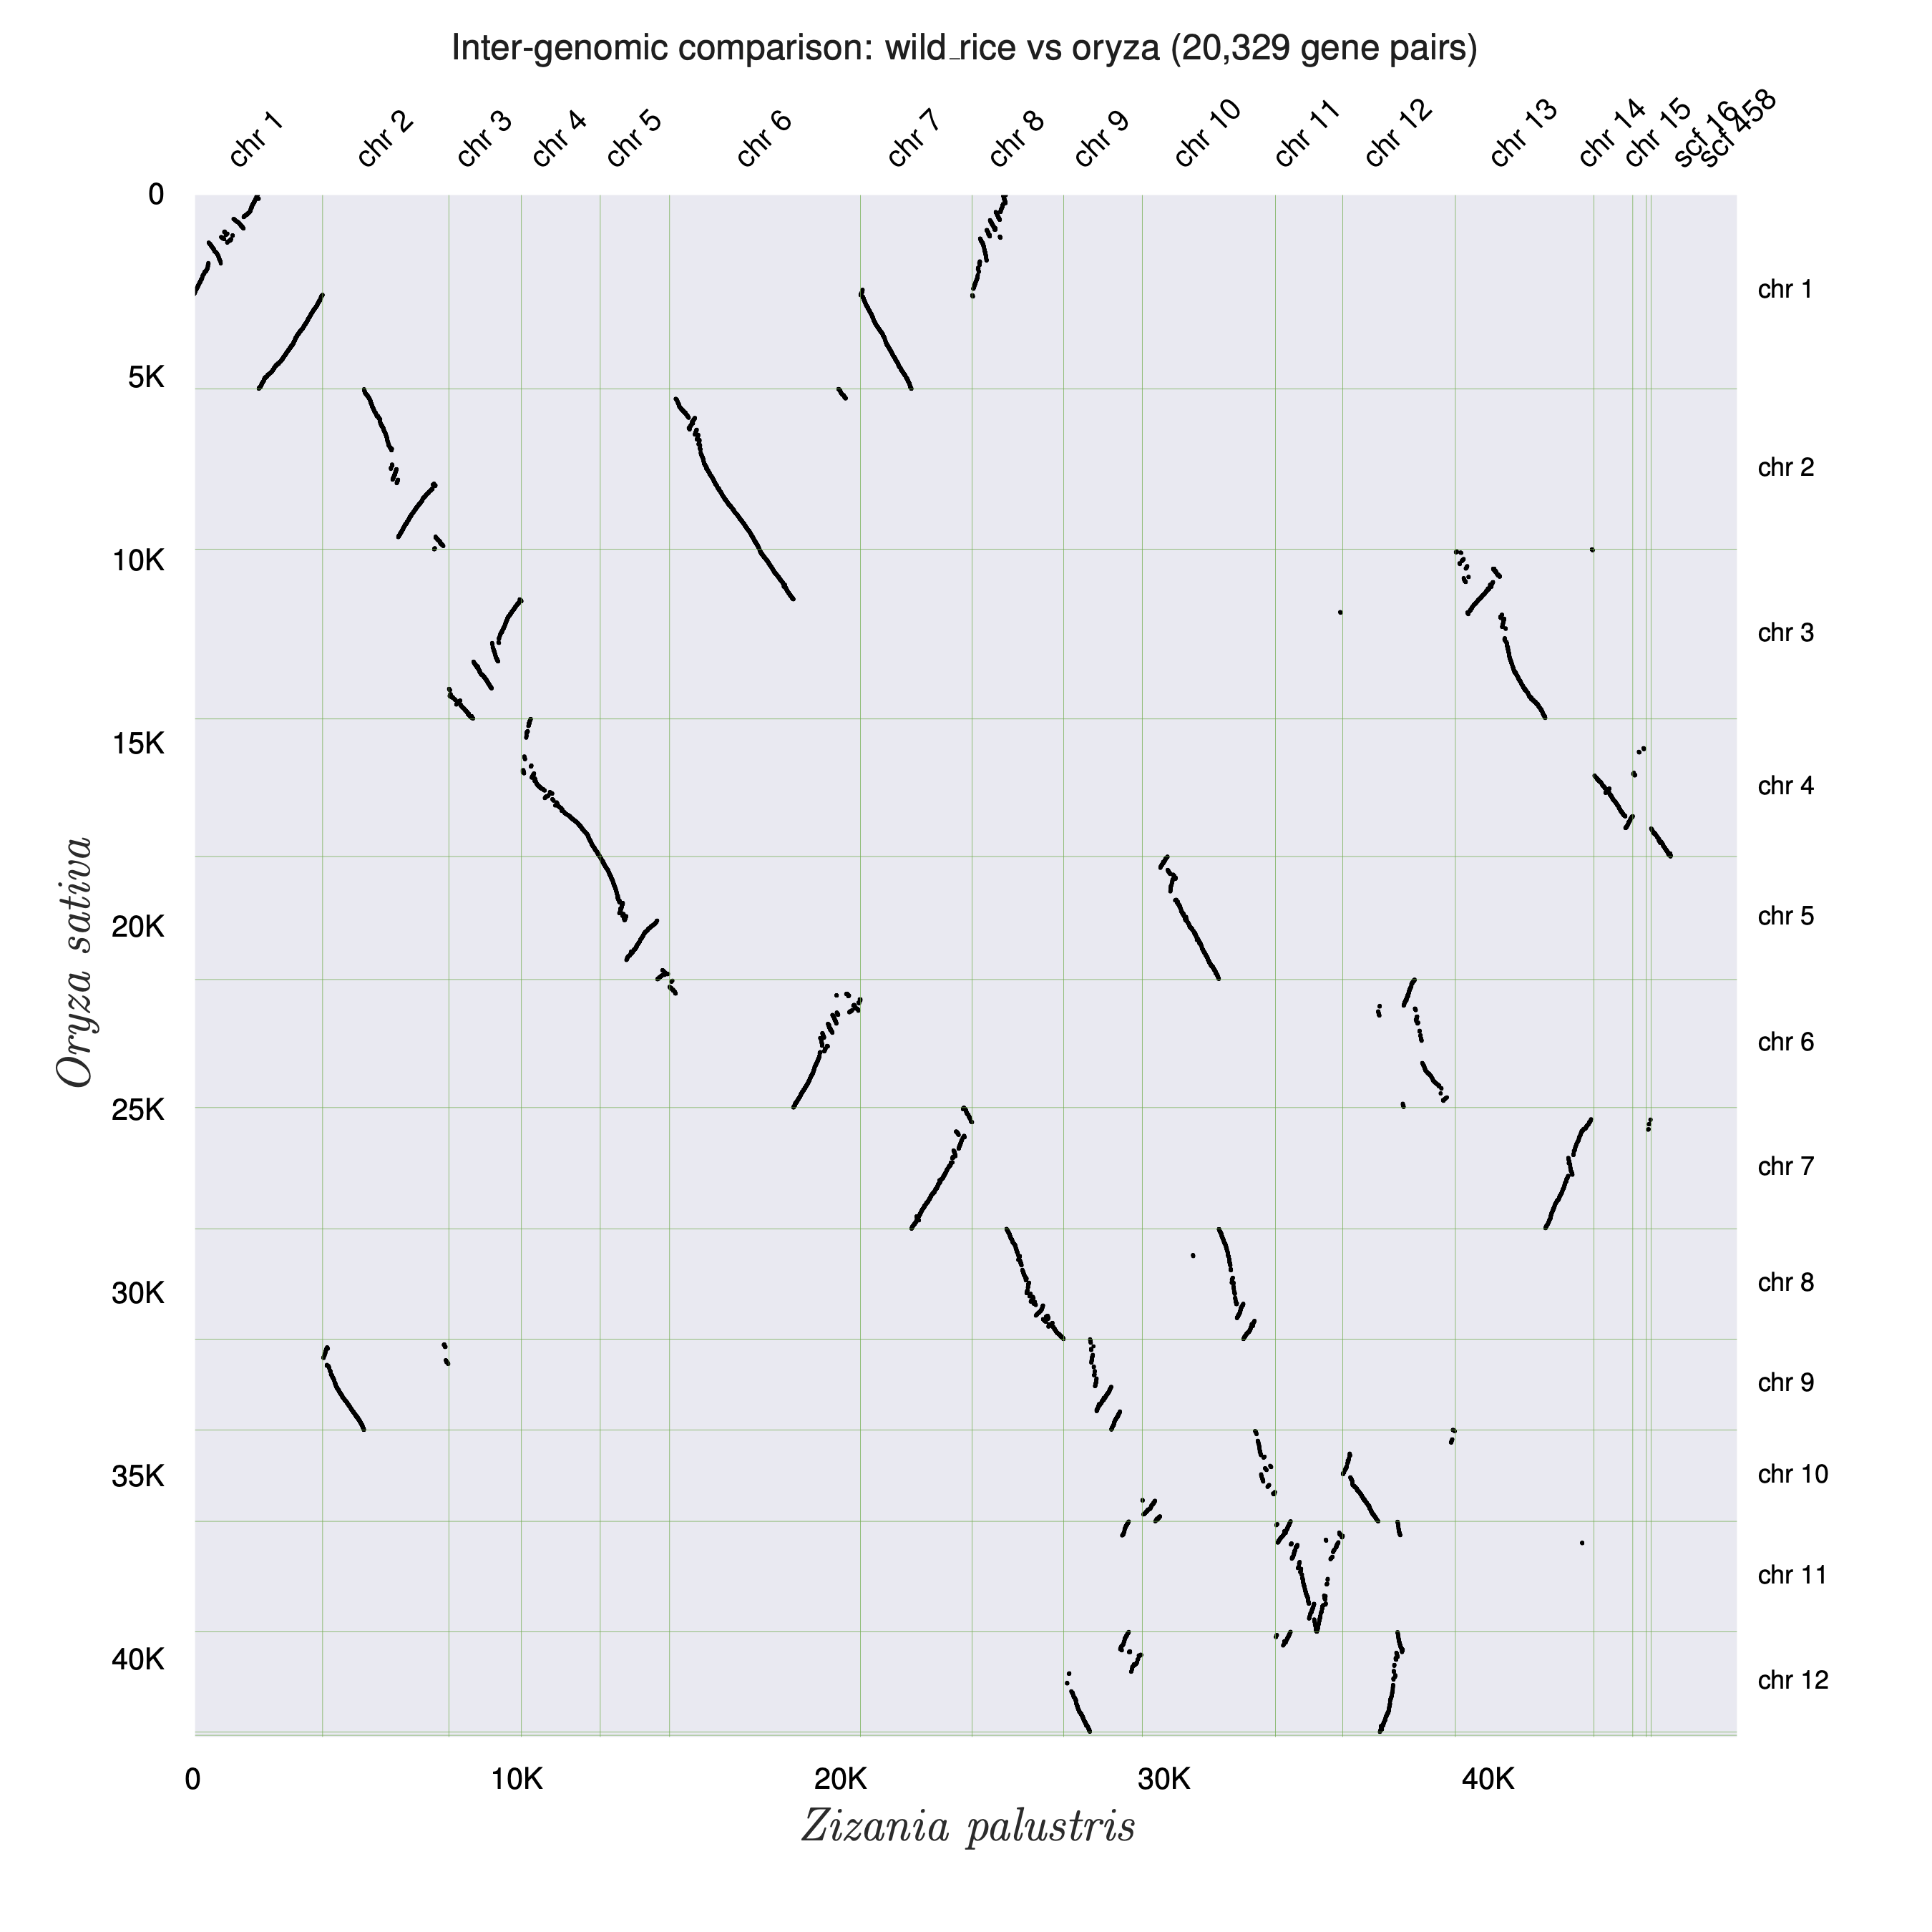 Inter-genomic comparison: wild_rice vs oryza (20,329 gene pairs)
chr 1 chr 2 chr 3 chr 4 chr 5 chr 6 chr 7 chr 8 chr 9 chr 10 chr 11 chr 12 chr 13 chr 14 chr 15 scf 16 scf 458
0
chr 1
5K
chr 2
10K
chr 3
15K
chr 4
20K
chr 5
chr 6
25K
chr 7
30K
chr 8
chr 9
35K
chr 10
chr 11
40K
chr 12
Oryza sativa
0 10K 20K 30K 40K
Zizania palustris